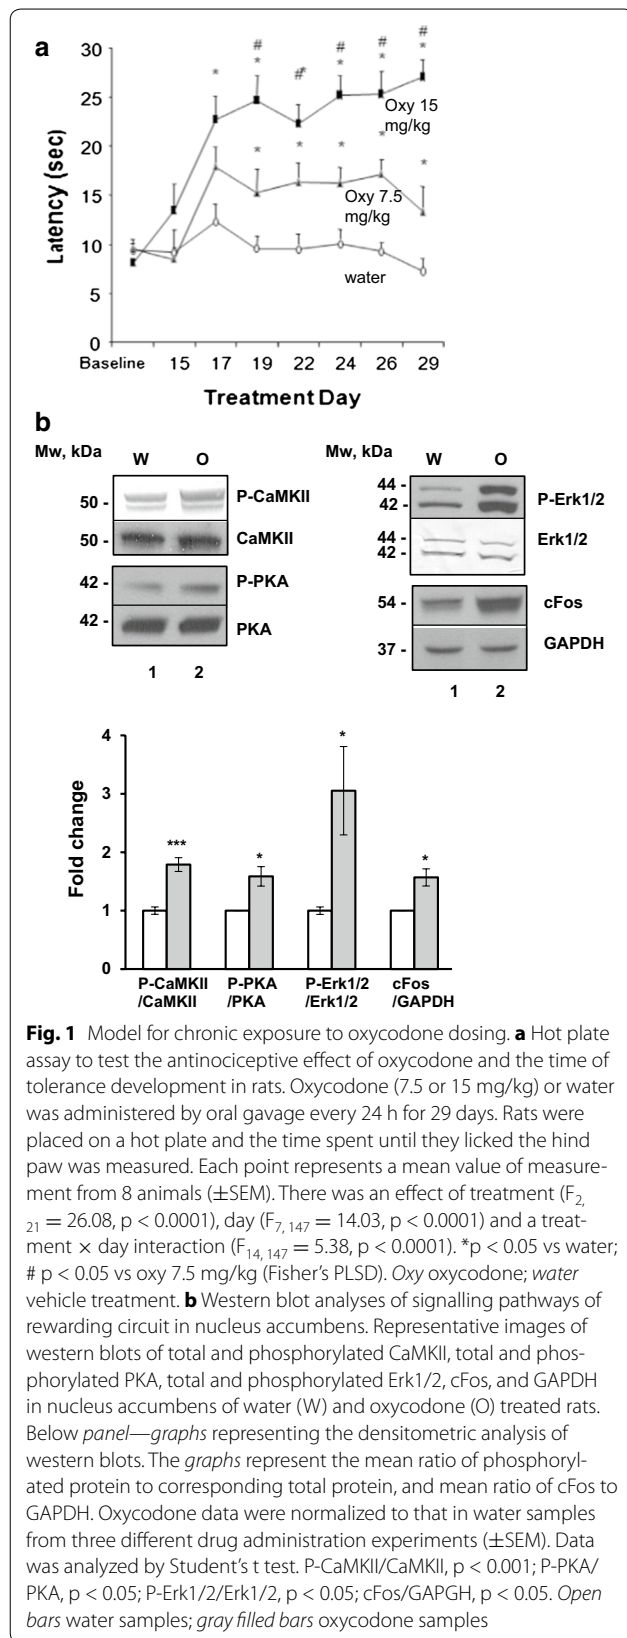 a
30
25
20
15
10
5
0
Latency (sec)
* # * #* # * # * # *
Oxy 15
mg/kg
* * * * *
Oxy 7.5
mg/kg
water
Baseline 15 17 19 22 24 26 29
Treatment Day
b
Mw, kDa W O
50 - P-CaMKII
50 - CaMKII
42 - P-PKA
42 - PKA
1 2
Mw, kDa W O
44 -
42 - P-Erk1/2
44 - Erk1/2
42 -
54 - cFos
37 - GAPDH
1 2
4
3
2
1
0
Fold change
*** * * *
P-CaMKII P-PKA P-Erk1/2 cFos
/CaMKII /PKA /Erk1/2 /GAPDH
Fig. 1 Model for chronic exposure to oxycodone dosing. a Hot plate
assay to test the antinociceptive effect of oxycodone and the time of
tolerance development in rats. Oxycodone (7.5 or 15 mg/kg) or water
was administered by oral gavage every 24 h for 29 days. Rats were
placed on a hot plate and the time spent until they licked the hind
paw was measured. Each point represents a mean value of measure-
ment from 8 animals (±SEM). There was an effect of treatment (F2,
21 = 26.08, p < 0.0001), day (F7, 147 = 14.03, p < 0.0001) and a treat-
ment × day interaction (F14, 147 = 5.38, p < 0.0001). *p < 0.05 vs water;
# p < 0.05 vs oxy 7.5 mg/kg (Fisher's PLSD). Oxy oxycodone; water
vehicle treatment. b Western blot analyses of signalling pathways of
rewarding circuit in nucleus accumbens. Representative images of
western blots of total and phosphorylated CaMKII, total and phos-
phorylated PKA, total and phosphorylated Erk1/2, cFos, and GAPDH
in nucleus accumbens of water (W) and oxycodone (O) treated rats.
Below panel—graphs representing the densitometric analysis of
western blots. The graphs represent the mean ratio of phosphoryl-
ated protein to corresponding total protein, and mean ratio of cFos to
GAPDH. Oxycodone data were normalized to that in water samples
from three different drug administration experiments (±SEM). Data
was analyzed by Student's t test. P-CaMKII/CaMKII, p < 0.001; P-PKA/
PKA, p < 0.05; P-Erk1/2/Erk1/2, p < 0.05; cFos/GAPGH, p < 0.05. Open
bars water samples; gray filled bars oxycodone samples